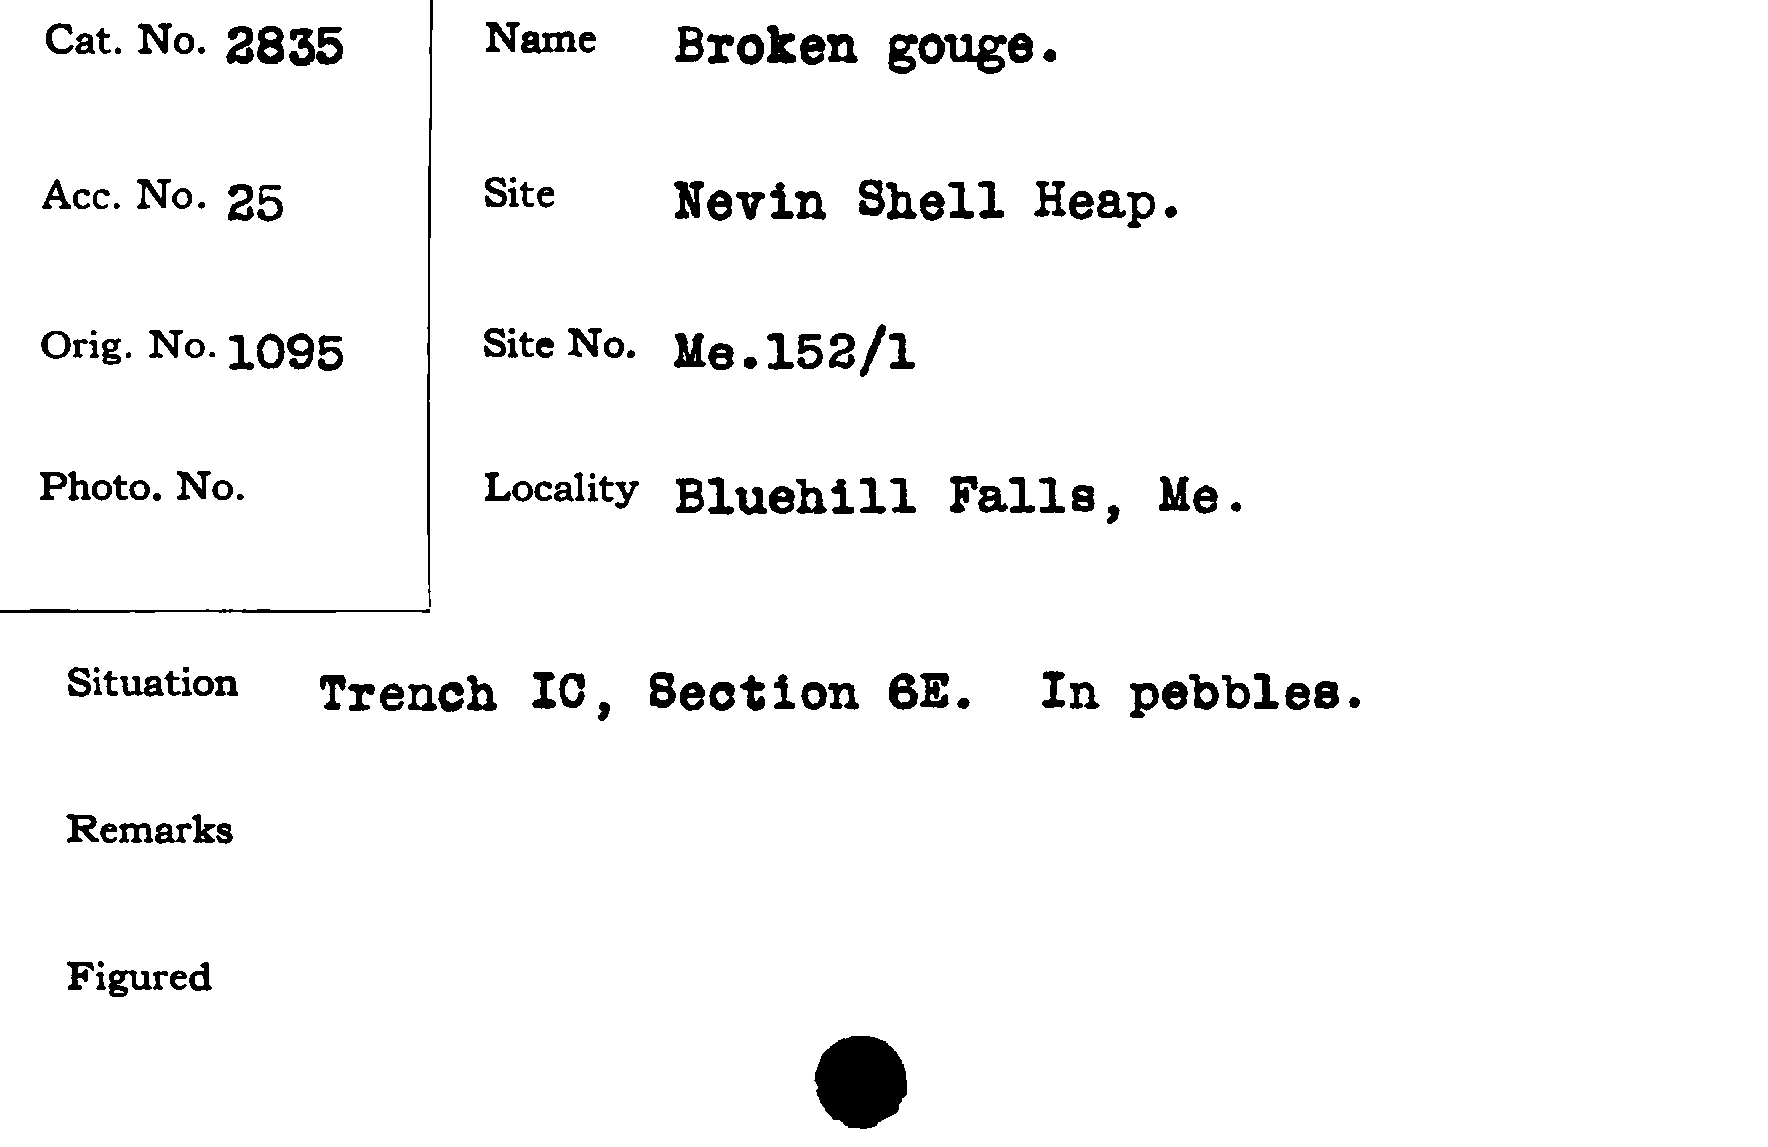 Cat. No. 2835
Acc. No. 25
Orig. No. 1095
Photo. No.
Name Broken gouge.
Site Nevin Shell Heap.
Site No. Me.152/1
Locality Bluehill Falls, Me.
Situation Trench IC, Section 6E. In pebbles.
Remarks
Figured